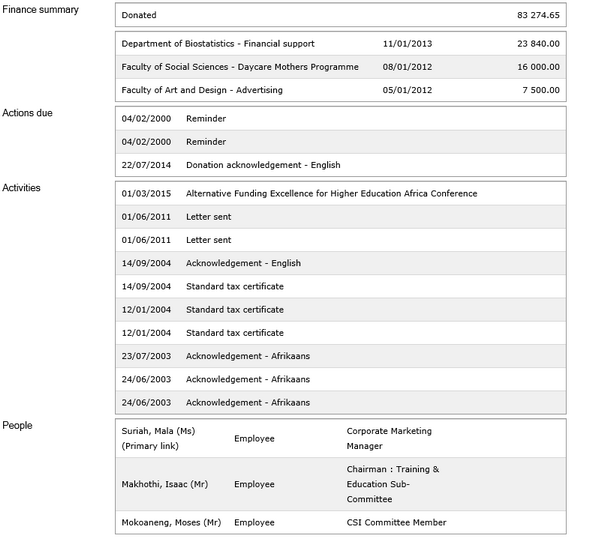 Finance summary
Donated 83 274.65
Department of Biostatistics - Financial support 11/01/2013 23 840.00
Faculty of Social Sciences - Daycare Mothers Programme 08/01/2012 16 000.00
Faculty of Art and Design - Advertising 05/01/2012 7 500.00
Actions due
04/02/2000 Reminder
04/02/2000 Reminder
22/07/2014 Donation acknowledgement - English
Activities
01/03/2015 Alternative Funding Excellence for Higher Education Africa Conference
01/06/2011 Letter sent
01/06/2011 Letter sent
14/09/2004 Acknowledgement - English
14/09/2004 Standard tax certificate
12/01/2004 Standard tax certificate
12/01/2004 Standard tax certificate
23/07/2003 Acknowledgement - Afrikaans
24/06/2003 Acknowledgement - Afrikaans
24/06/2003 Acknowledgement - Afrikaans
People
Suriah, Mala (Ms)
(Primary link)
Employee
Corporate Marketing
Manager
Makhothi, Isaac (Mr)
Employee
Chairman : Training &
Education Sub-
Committee
Mokoaneng, Moses (Mr) Employee CSI Committee Member